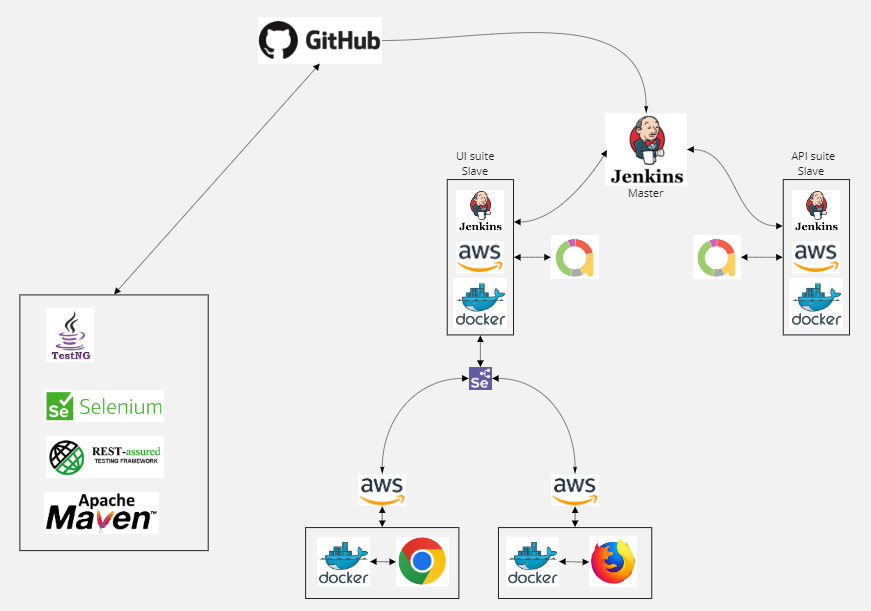 GitHub
Jenkins
Master
UI suite
Slave
API suite
Slave
Jenkins
aws
docker
Jenkins
aws
docker
TestNG
Se Selenium
REST-assured
TESTING FRAMEWORK
Apache
Maven™
Se
aws
aws
docker
docker